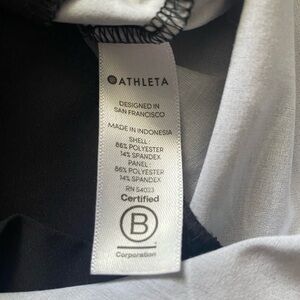 ATHLETA
DESIGNED IN
SAN FRANCISCO
MADE IN INDONESIA
SHELL:
86% POLYESTER
14% SPANDEX
PANEL:
86% POLYESTER
14% SPANDEX
RN 54023
Certified
B
Corporation